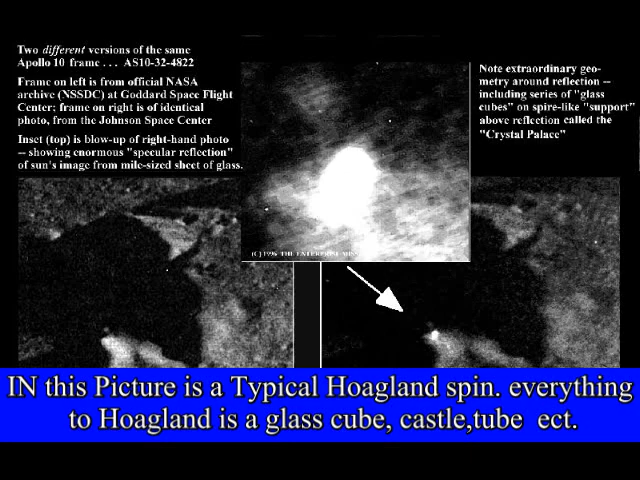 Two different versions of the same
Apollo 10 frame . . . AS10-32-4822
Frame on left is from official NASA
archive (NSSDC) at Goddard Space Flight
Center; frame on right is of identical
photo, from the Johnson Space Center
Inset (top) is blow-up of right-hand photo
-- showing enormous "specular reflection"
of sun's image from mile-sized sheet of glass.
Note extraordinary geo-
metry around reflection --
including series of "glass
cubes" on spire-like "support"
above reflection called the
"Crystal Palace"
(C) 1996 THE ENTERPRISE
IN this Picture is a Typical Hoagland spin. everything
to Hoagland is a glass cube, castle,tube ect.